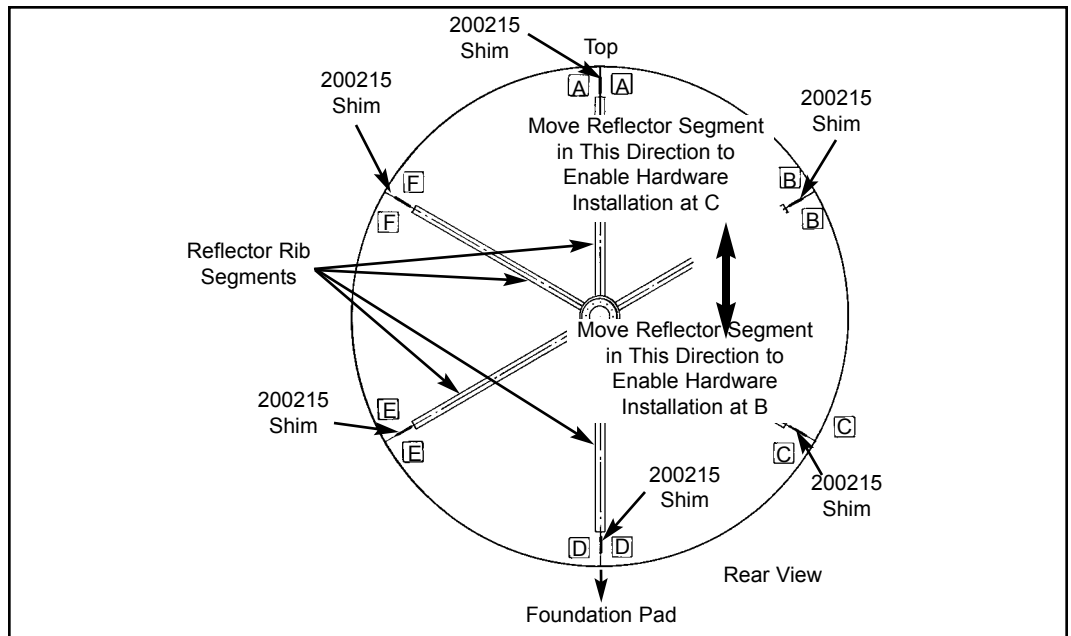 200215
Shim
Top
200215
Shim
A A
200215
Shim
Move Reflector Segment
in This Direction to
Enable Hardware
Installation at C
F
F
B
B
Reflector Rib
Segments
Move Reflector Segment
in This Direction to
Enable Hardware
Installation at B
200215
Shim
E
E
C
C
200215
Shim
200215
Shim
D D
Rear View
Foundation Pad